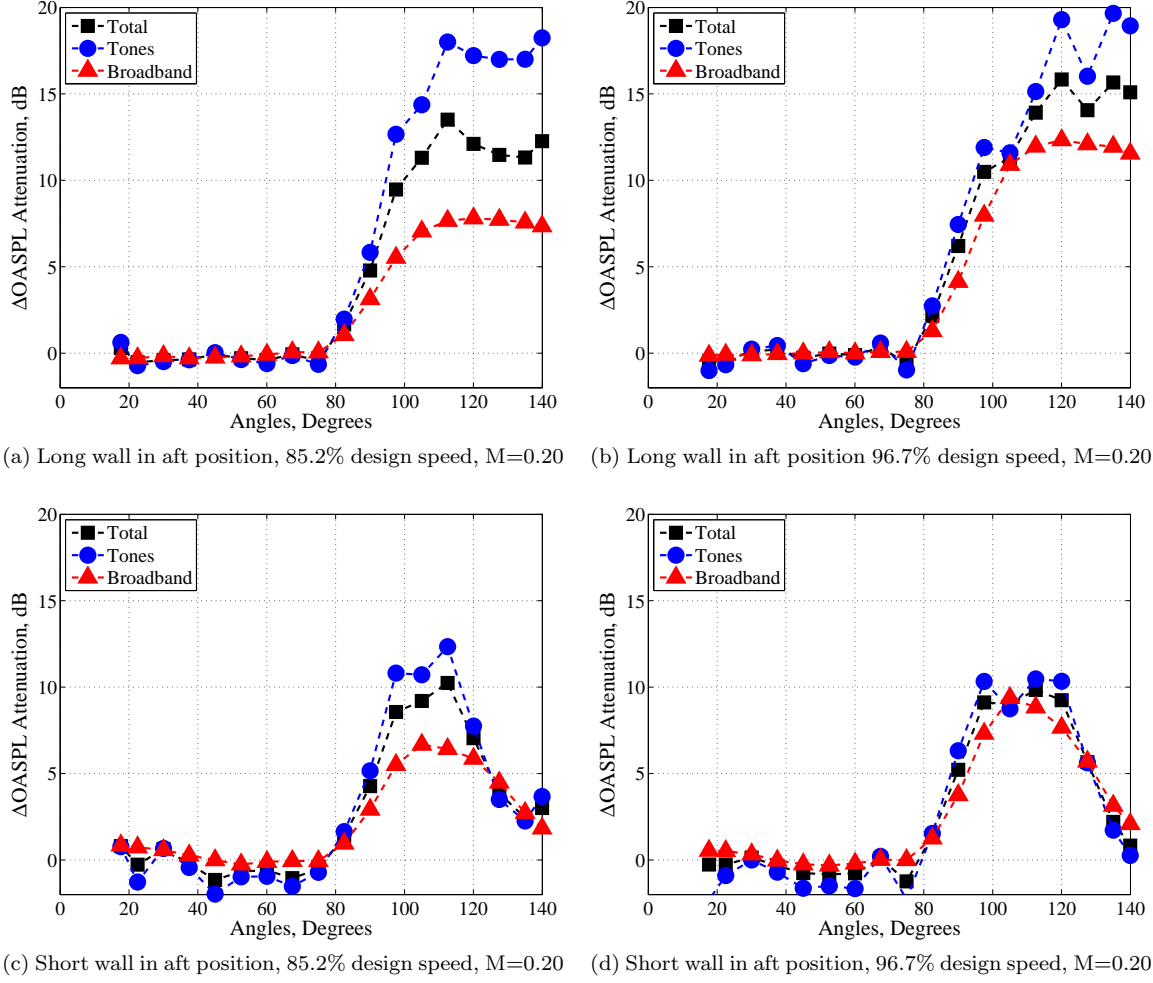 20
15
10
5
0
ΔOASPL Attenuation, dB
Total
Tones
Broadband
0 20 40 60 80 100 120 140
Angles, Degrees
(a) Long wall in aft position, 85.2% design speed, M=0.20
20
15
10
5
0
ΔOASPL Attenuation, dB
Total
Tones
Broadband
0 20 40 60 80 100 120 140
Angles, Degrees
(b) Long wall in aft position 96.7% design speed, M=0.20
20
15
10
5
0
ΔOASPL Attenuation, dB
Total
Tones
Broadband
0 20 40 60 80 100 120 140
Angles, Degrees
(c) Short wall in aft position, 85.2% design speed, M=0.20
20
15
10
5
0
ΔOASPL Attenuation, dB
Total
Tones
Broadband
0 20 40 60 80 100 120 140
Angles, Degrees
(d) Short wall in aft position, 96.7% design speed, M=0.20